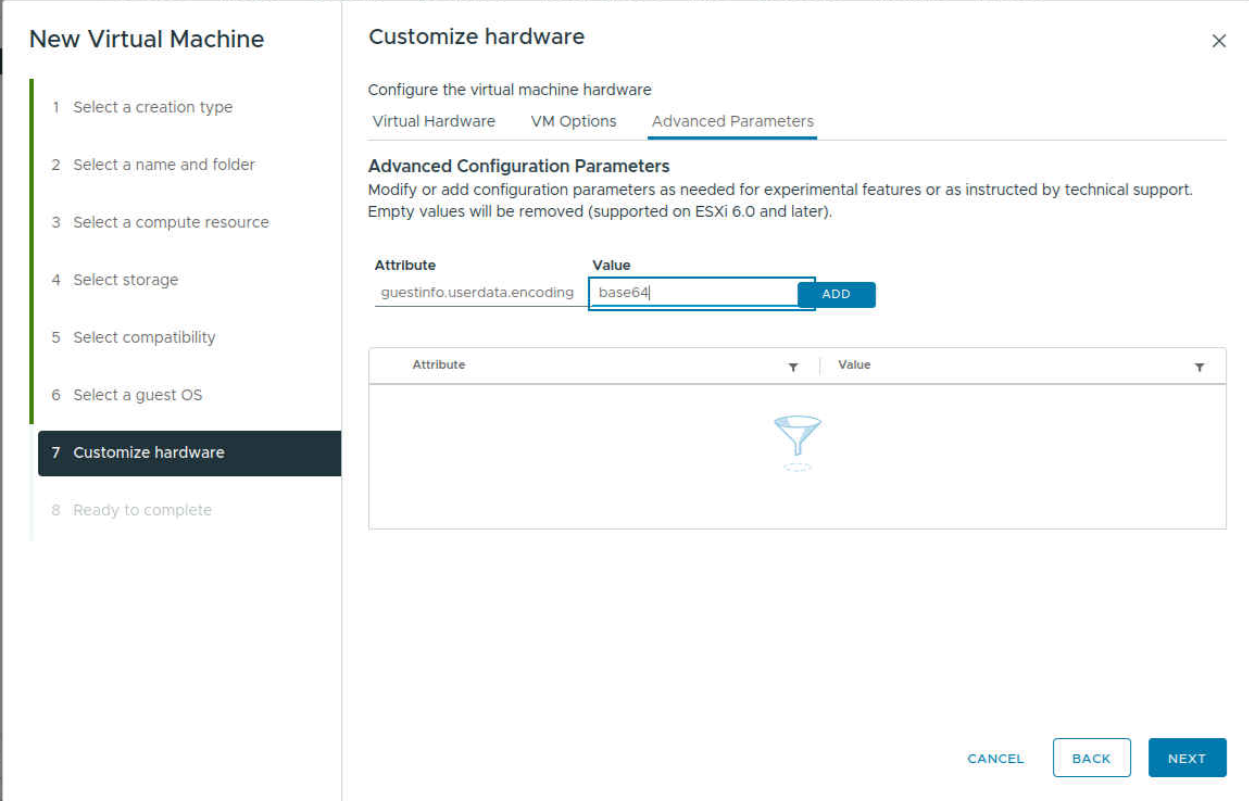 New Virtual Machine
1 Select a creation type
2 Select a name and folder
3 Select a compute resource
4 Select storage
5 Select compatibility
6 Select a guest OS
7 Customize hardware
8 Ready to complete
Customize hardware
Configure the virtual machine hardware
Virtual Hardware VM Options Advanced Parameters
Advanced Configuration Parameters
Modify or add configuration parameters as needed for experimental features or as instructed by technical support.
Empty values will be removed (supported on ESXi 6.0 and later).
Attribute Value
guestinfo.userdata.encoding base64 ADD
Attribute Value
CANCEL BACK NEXT